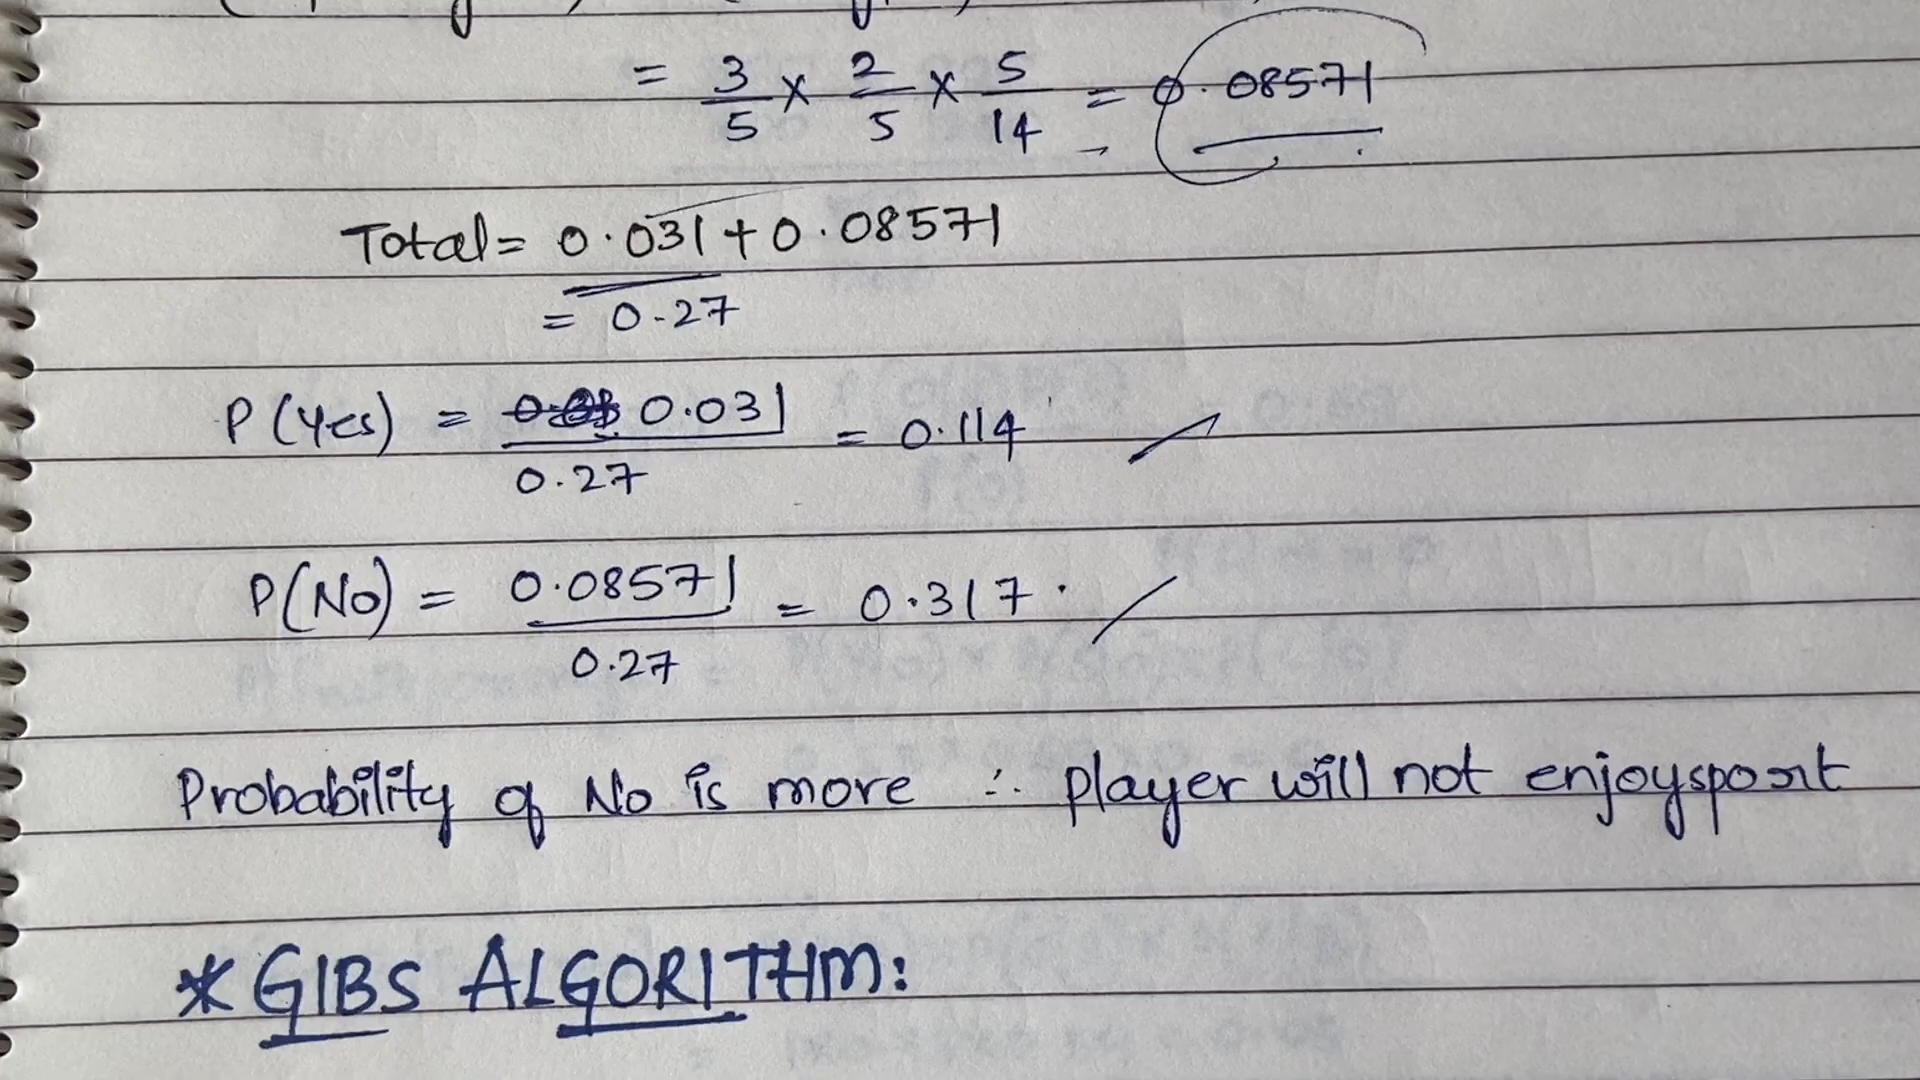 = 3/5 × 2/5 × 5/14 = 0.08571
Total = 0.031 + 0.08571
= 0.27
P(Yes) = 0.031/0.27 = 0.114
P(No) = 0.08571/0.27 = 0.317
Probability of No is more ∴ player will not enjoysport
* GIBS ALGORITHM: